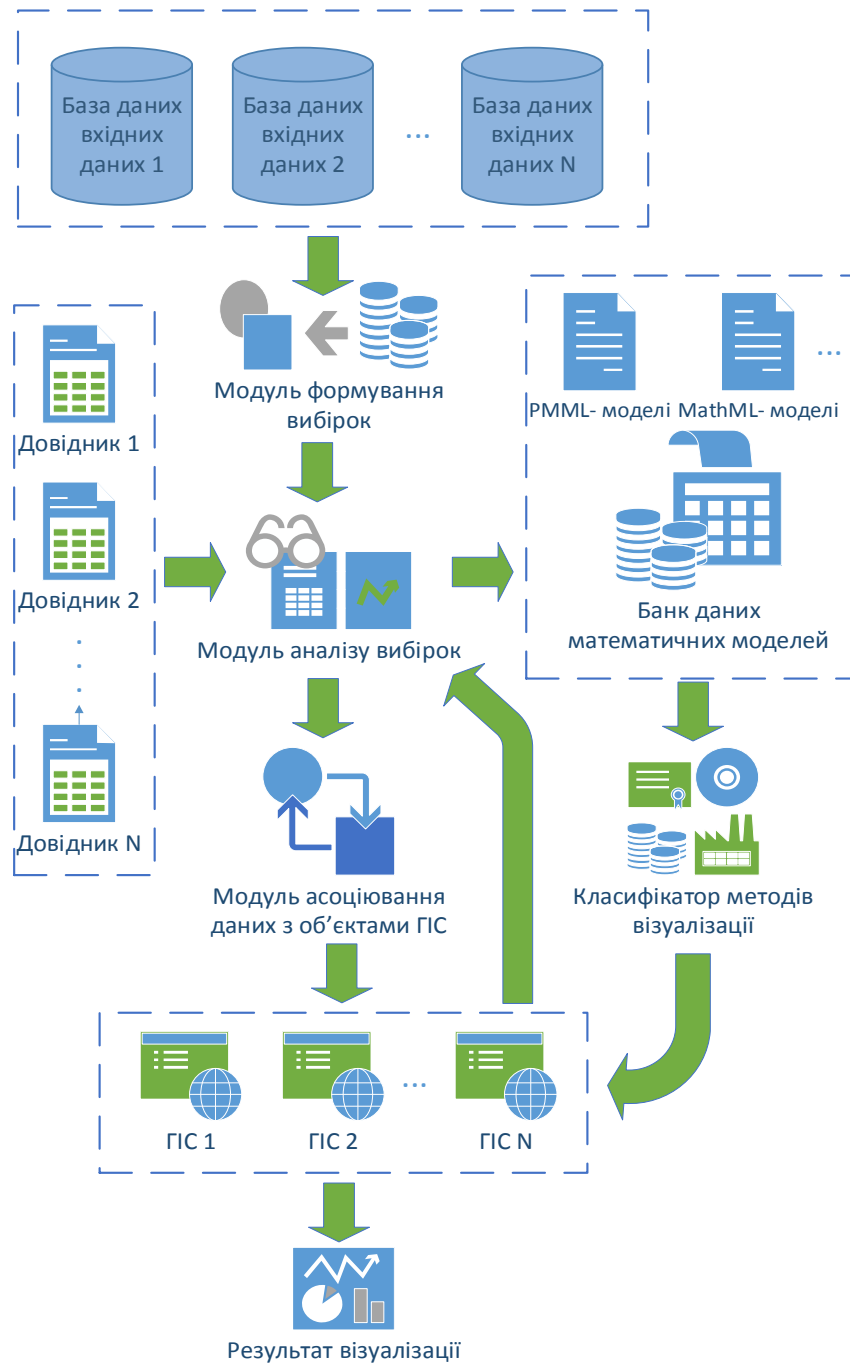 База даних
вхідних
даних 1
База даних
вхідних
даних 2
...
База даних
вхідних
даних N
Модуль формування
вибірок
Довідник 1
Довідник 2
Довідник N
PMML- моделі
MathML- моделі
...
Банк даних
математичних моделей
Модуль аналізу вибірок
Модуль асоціювання
даних з об’єктами ГІС
Класифікатор методів
візуалізації
ГІС 1
ГІС 2
...
ГІС N
Результат візуалізації